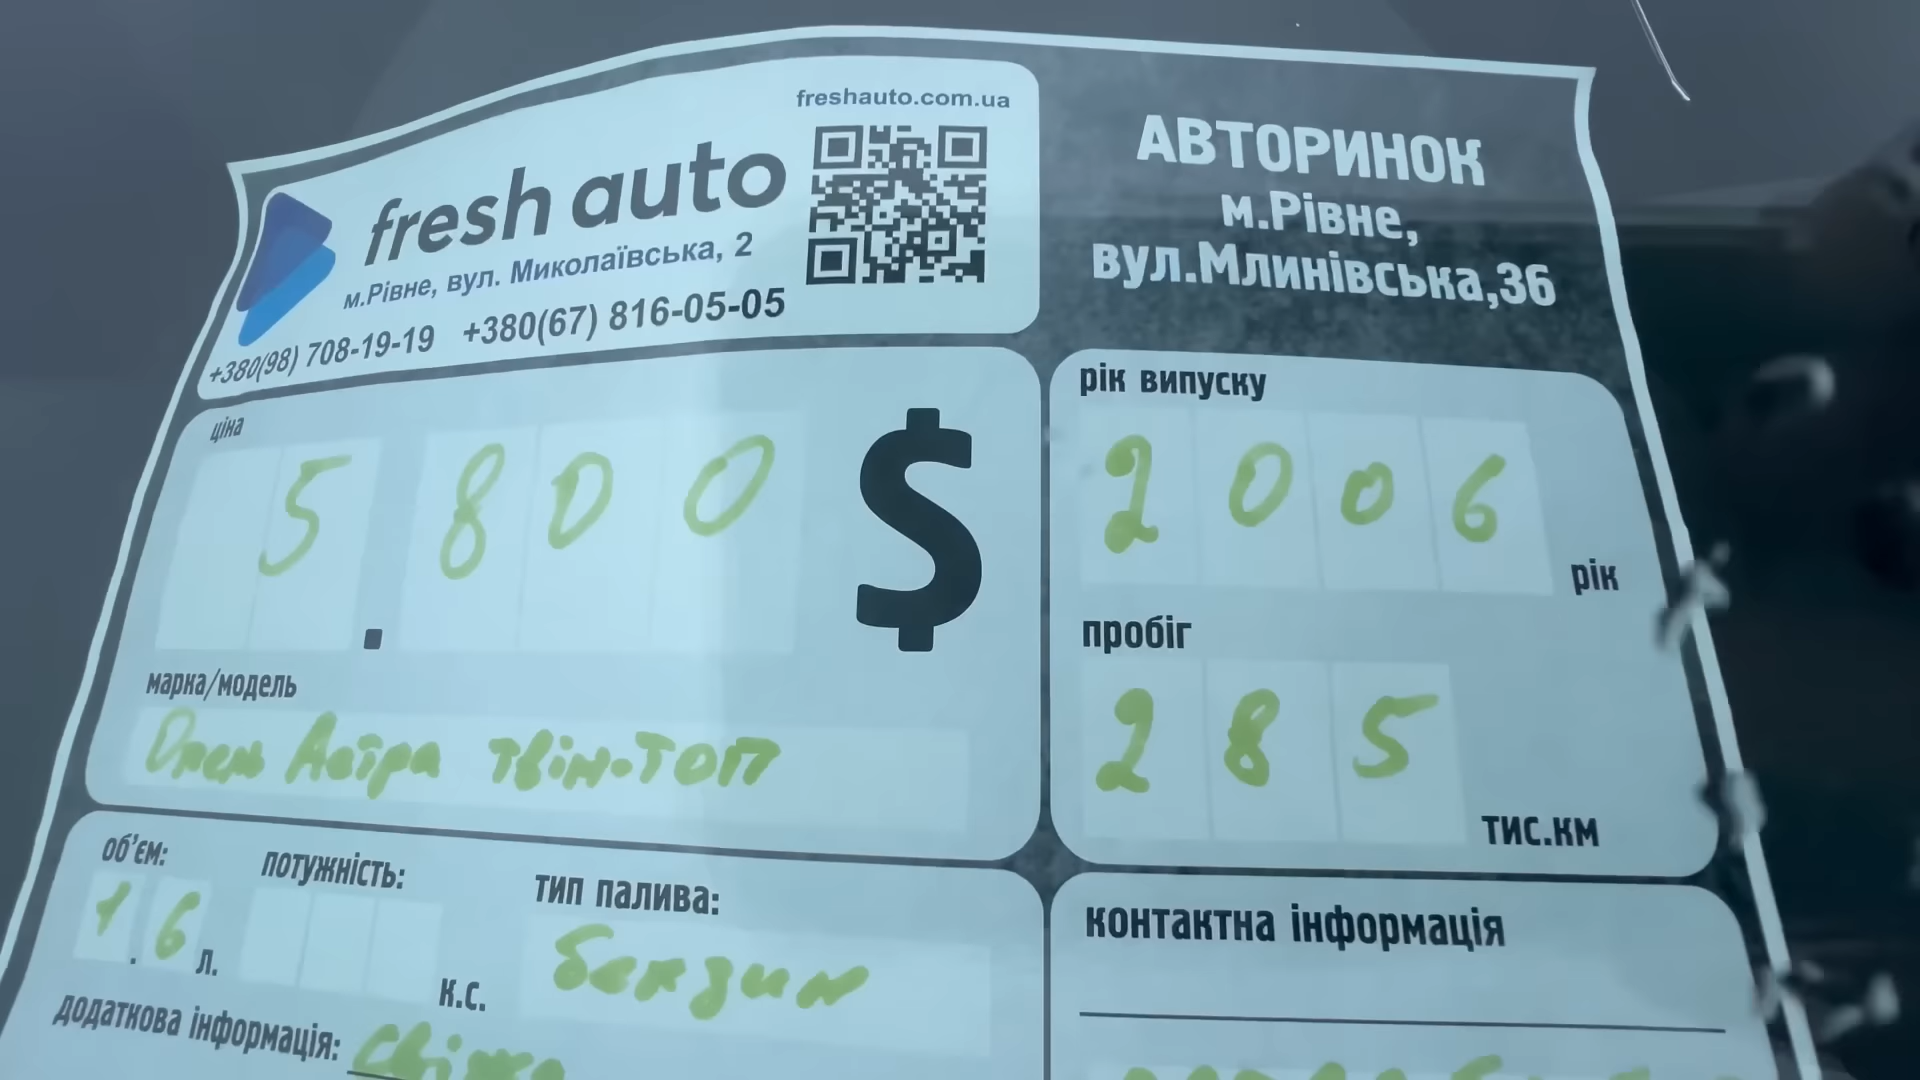 freshauto.com.ua
fresh auto
м.Рівне, вул. Миколаївська, 2
+380(98) 708-19-19 +380(67) 816-05-05
АВТОРИНОК
м.Рівне,
вул.Млинівська,36
ціна
5.800 $
рік випуску
2006 рік
пробіг
285 тис.км
марка/модель
Опель Астра твін-топ
об'єм:
1.6 л.
потужність:
к.с.
тип палива:
бензин
додаткова інформація:
контактна інформація